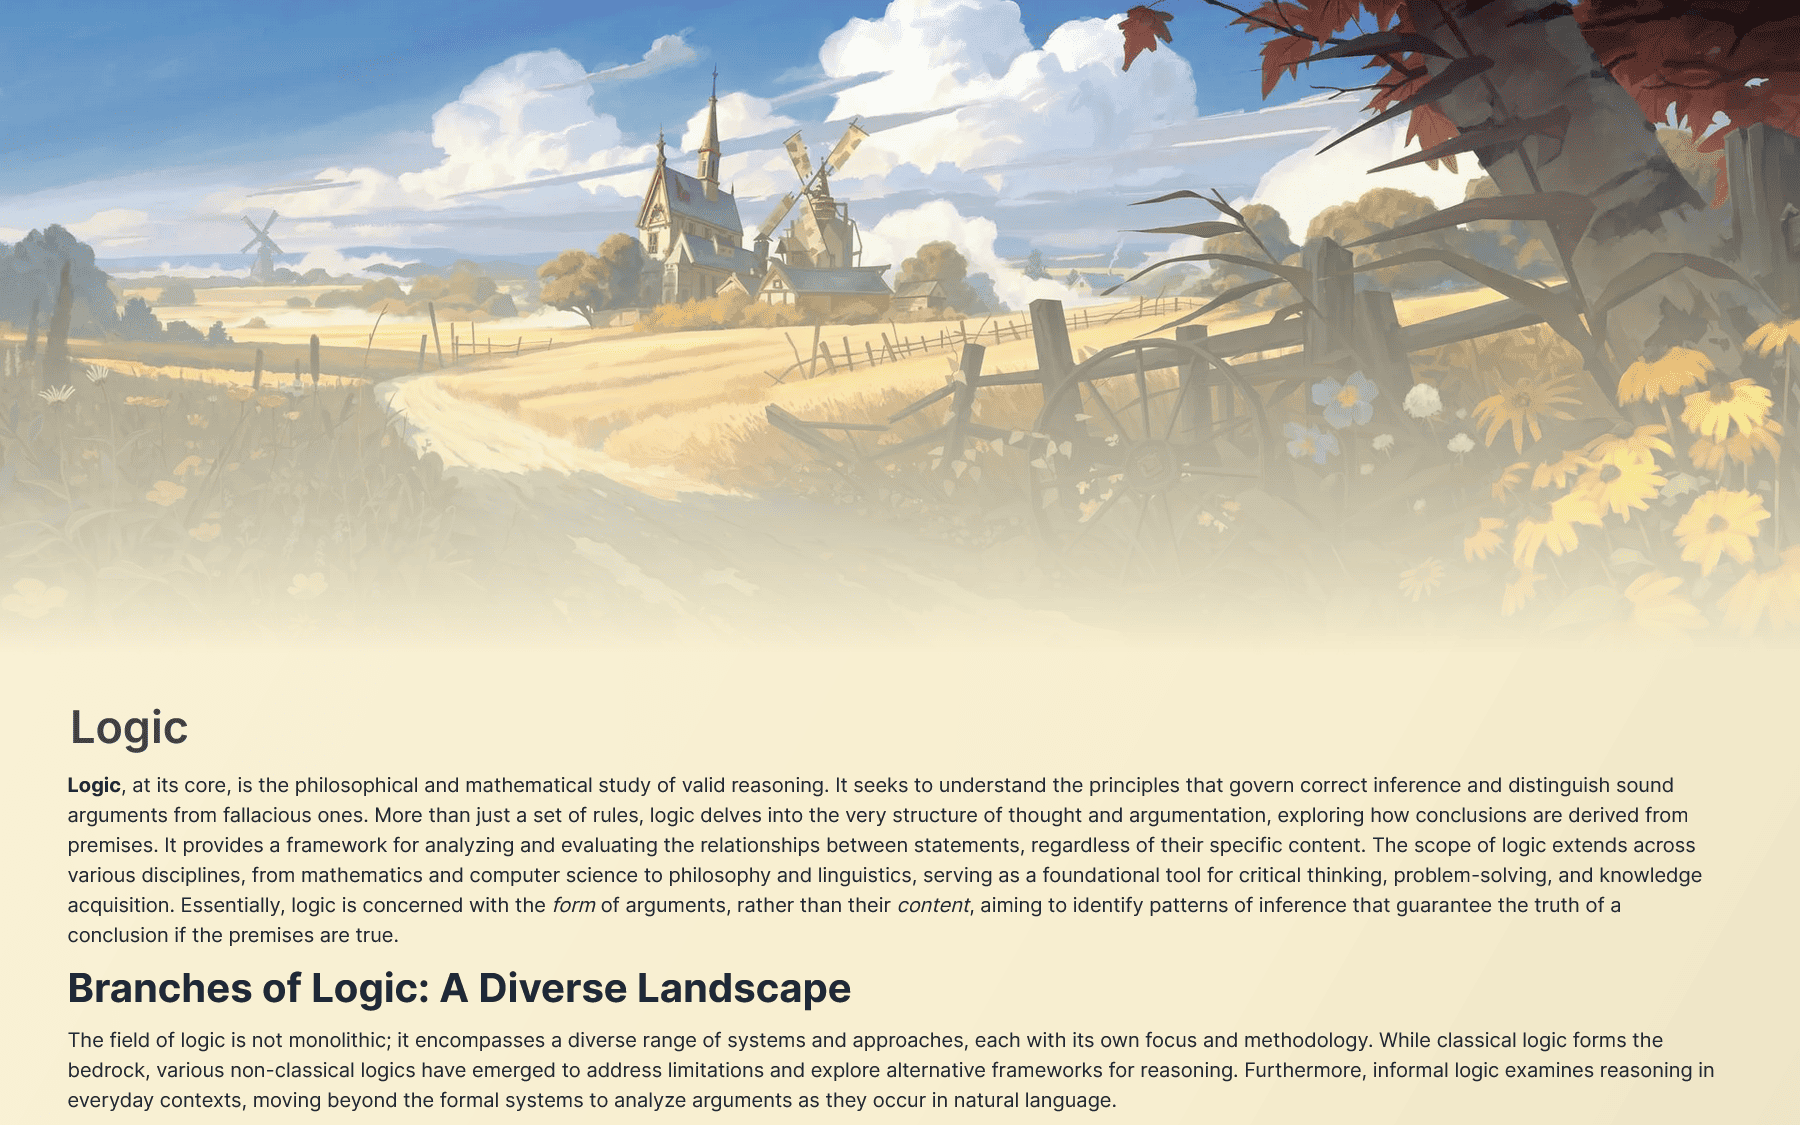 Logic
Logic, at its core, is the philosophical and mathematical study of valid reasoning. It seeks to understand the principles that govern correct inference and distinguish sound
arguments from fallacious ones. More than just a set of rules, logic delves into the very structure of thought and argumentation, exploring how conclusions are derived from
premises. It provides a framework for analyzing and evaluating the relationships between statements, regardless of their specific content. The scope of logic extends across
various disciplines, from mathematics and computer science to philosophy and linguistics, serving as a foundational tool for critical thinking, problem-solving, and knowledge
acquisition. Essentially, logic is concerned with the form of arguments, rather than their content, aiming to identify patterns of inference that guarantee the truth of a
conclusion if the premises are true.
Branches of Logic: A Diverse Landscape
The field of logic is not monolithic; it encompasses a diverse range of systems and approaches, each with its own focus and methodology. While classical logic forms the
bedrock, various non-classical logics have emerged to address limitations and explore alternative frameworks for reasoning. Furthermore, informal logic examines reasoning in
everyday contexts, moving beyond the formal systems to analyze arguments as they occur in natural language.